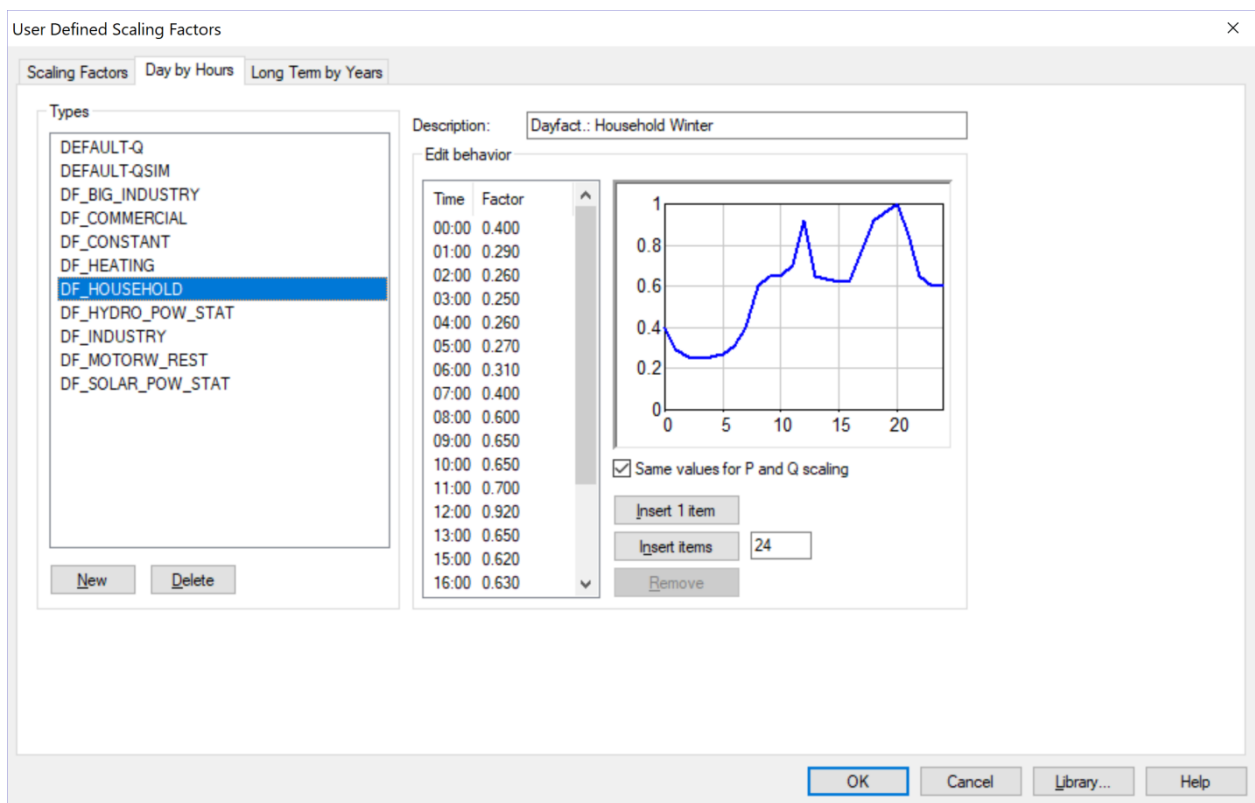 User Defined Scaling Factors
Scaling Factors Day by Hours Long Term by Years
Types
DEFAULT-Q
DEFAULT-QSIM
DF_BIG_INDUSTRY
DF_COMMERCIAL
DF_CONSTANT
DF_HEATING
DF_HOUSEHOLD
DF_HYDRO_POW_STAT
DF_INDUSTRY
DF_MOTORW_REST
DF_SOLAR_POW_STAT
New Delete
Description: Dayfact.: Household Winter
Edit behavior
Time Factor
00:00 0.400
01:00 0.290
02:00 0.260
03:00 0.250
04:00 0.260
05:00 0.270
06:00 0.310
07:00 0.400
08:00 0.600
09:00 0.650
10:00 0.650
11:00 0.700
12:00 0.920
13:00 0.650
15:00 0.620
16:00 0.630
1
0.8
0.6
0.4
0.2
0
0 5 10 15 20
Same values for P and Q scaling
Insert 1 item
Insert items 24
Remove
OK Cancel Library... Help